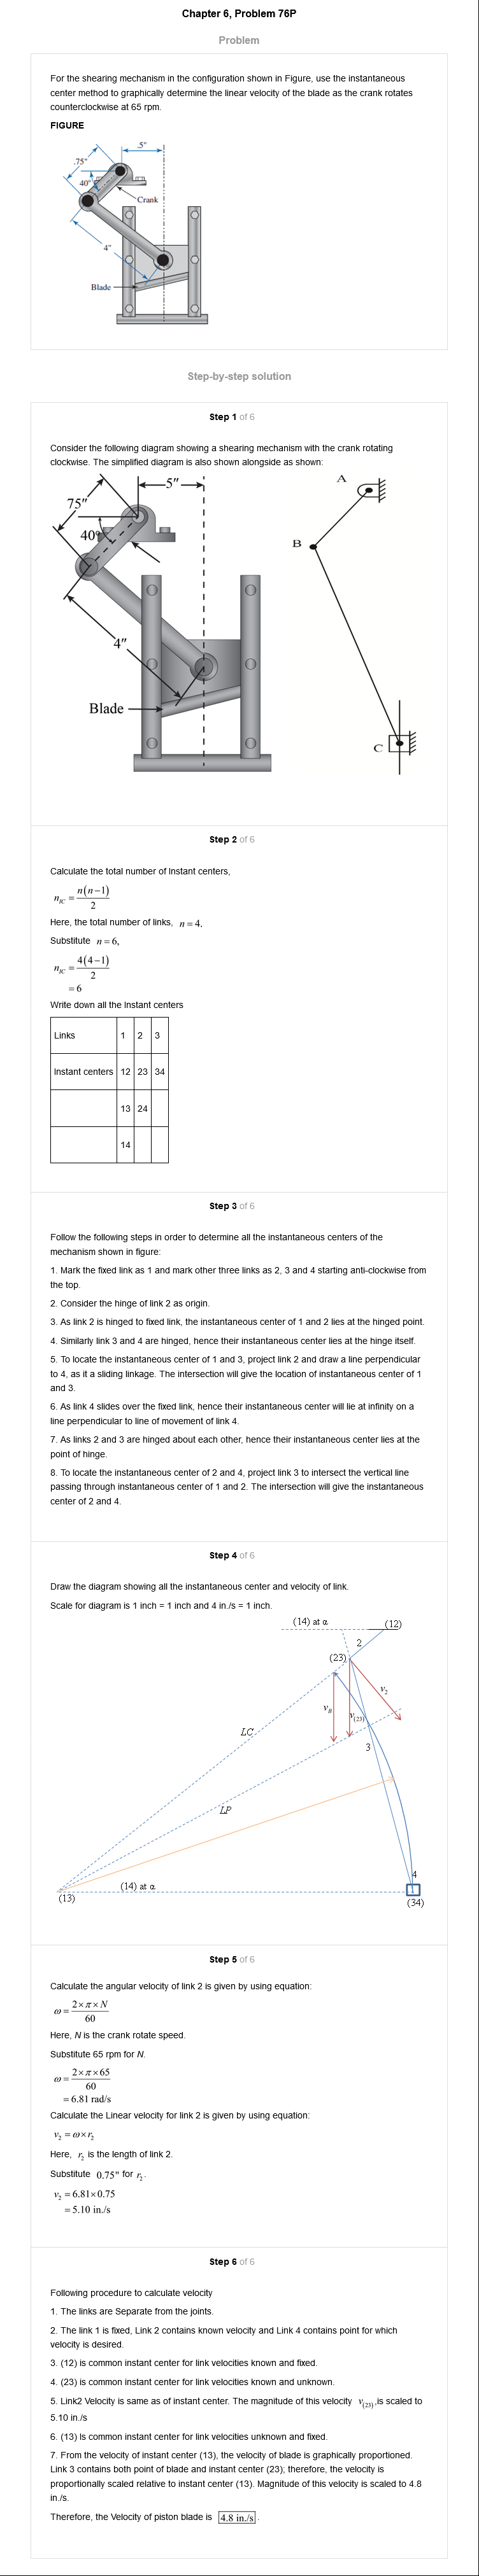 Chapter 6, Problem 76P
Problem
For the shearing mechanism in the configuration shown in Figure, use the instantaneous
center method to graphically determine the linear velocity of the blade as the crank rotates
counterclockwise at 65 rpm.
FIGURE
.5"
.75"
40°
Crank
4"
Blade
Step-by-step solution
Step 1 of 6
Consider the following diagram showing a shearing mechanism with the crank rotating
clockwise. The simplified diagram is also shown alongside as shown:
5"
75"
40°
4"
Blade
A
B
C
Step 2 of 6
Calculate the total number of Instant centers,
n_IC = n(n−1)/2
Here, the total number of links, n = 4.
Substitute n = 6,
n_IC = 4(4−1)/2
= 6
Write down all the Instant centers
Links 1 2 3
Instant centers 12 23 34
13 24
14
Step 3 of 6
Follow the following steps in order to determine all the instantaneous centers of the
mechanism shown in figure:
1. Mark the fixed link as 1 and mark other three links as 2, 3 and 4 starting anti-clockwise from
the top.
2. Consider the hinge of link 2 as origin.
3. As link 2 is hinged to fixed link, the instantaneous center of 1 and 2 lies at the hinged point.
4. Similarly link 3 and 4 are hinged, hence their instantaneous center lies at the hinge itself.
5. To locate the instantaneous center of 1 and 3, project link 2 and draw a line perpendicular
to 4, as it a sliding linkage. The intersection will give the location of instantaneous center of 1
and 3.
6. As link 4 slides over the fixed link, hence their instantaneous center will lie at infinity on a
line perpendicular to line of movement of link 4.
7. As links 2 and 3 are hinged about each other, hence their instantaneous center lies at the
point of hinge.
8. To locate the instantaneous center of 2 and 4, project link 3 to intersect the vertical line
passing through instantaneous center of 1 and 2. The intersection will give the instantaneous
center of 2 and 4.
Step 4 of 6
Draw the diagram showing all the instantaneous center and velocity of link.
Scale for diagram is 1 inch = 1 inch and 4 in./s = 1 inch.
(14) at α
(12)
2
(23)
v_2
v_B
v_(23)
LC
3
LP
4
(14) at α
(13)
(34)
Step 5 of 6
Calculate the angular velocity of link 2 is given by using equation:
ω = 2×π×N/60
Here, N is the crank rotate speed.
Substitute 65 rpm for N.
ω = 2×π×65/60
= 6.81 rad/s
Calculate the Linear velocity for link 2 is given by using equation:
v_2 = ω×r_2
Here, r_2 is the length of link 2.
Substitute 0.75" for r_2.
v_2 = 6.81×0.75
= 5.10 in./s
Step 6 of 6
Following procedure to calculate velocity
1. The links are Separate from the joints.
2. The link 1 is fixed, Link 2 contains known velocity and Link 4 contains point for which
velocity is desired.
3. (12) is common instant center for link velocities known and fixed.
4. (23) is common instant center for link velocities known and unknown.
5. Link2 Velocity is same as of instant center. The magnitude of this velocity v_(23) ,is scaled to
5.10 in./s
6. (13) is common instant center for link velocities unknown and fixed.
7. From the velocity of instant center (13), the velocity of blade is graphically proportioned.
Link 3 contains both point of blade and instant center (23); therefore, the velocity is
proportionally scaled relative to instant center (13). Magnitude of this velocity is scaled to 4.8
in./s.
Therefore, the Velocity of piston blade is 4.8 in./s .